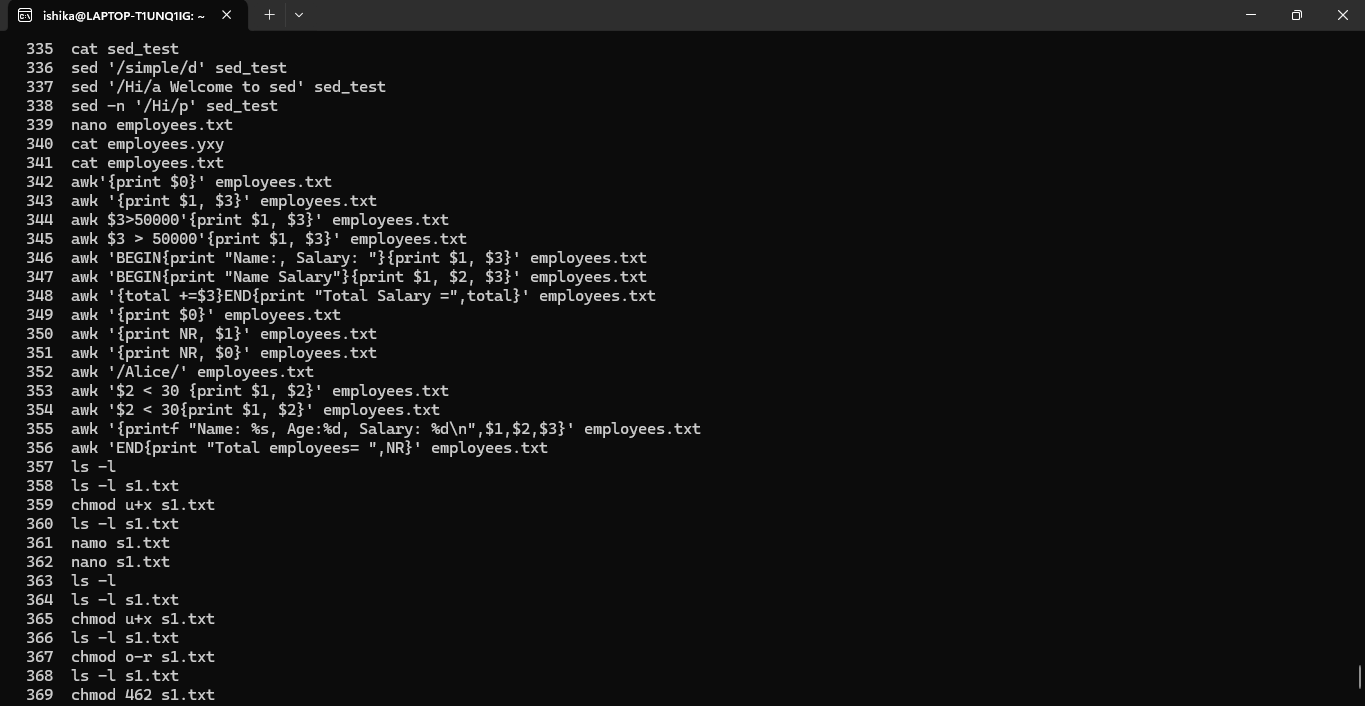 ishika@LAPTOP-T1UNQ1IG: ~
335 cat sed_test
336 sed '/simple/d' sed_test
337 sed '/Hi/a Welcome to sed' sed_test
338 sed -n '/Hi/p' sed_test
339 nano employees.txt
340 cat employees.yxy
341 cat employees.txt
342 awk'{print $0}' employees.txt
343 awk '{print $1, $3}' employees.txt
344 awk $3>50000'{print $1, $3}' employees.txt
345 awk $3 > 50000'{print $1, $3}' employees.txt
346 awk 'BEGIN{print "Name:, Salary: "}{print $1, $3}' employees.txt
347 awk 'BEGIN{print "Name Salary"}{print $1, $2, $3}' employees.txt
348 awk '{total +=$3}END{print "Total Salary =",total}' employees.txt
349 awk '{print $0}' employees.txt
350 awk '{print NR, $1}' employees.txt
351 awk '{print NR, $0}' employees.txt
352 awk '/Alice/' employees.txt
353 awk '$2 < 30 {print $1, $2}' employees.txt
354 awk '$2 < 30{print $1, $2}' employees.txt
355 awk '{printf "Name: %s, Age:%d, Salary: %d\n",$1,$2,$3}' employees.txt
356 awk 'END{print "Total employees= ",NR}' employees.txt
357 ls -l
358 ls -l s1.txt
359 chmod u+x s1.txt
360 ls -l s1.txt
361 namo s1.txt
362 nano s1.txt
363 ls -l
364 ls -l s1.txt
365 chmod u+x s1.txt
366 ls -l s1.txt
367 chmod o-r s1.txt
368 ls -l s1.txt
369 chmod 462 s1.txt